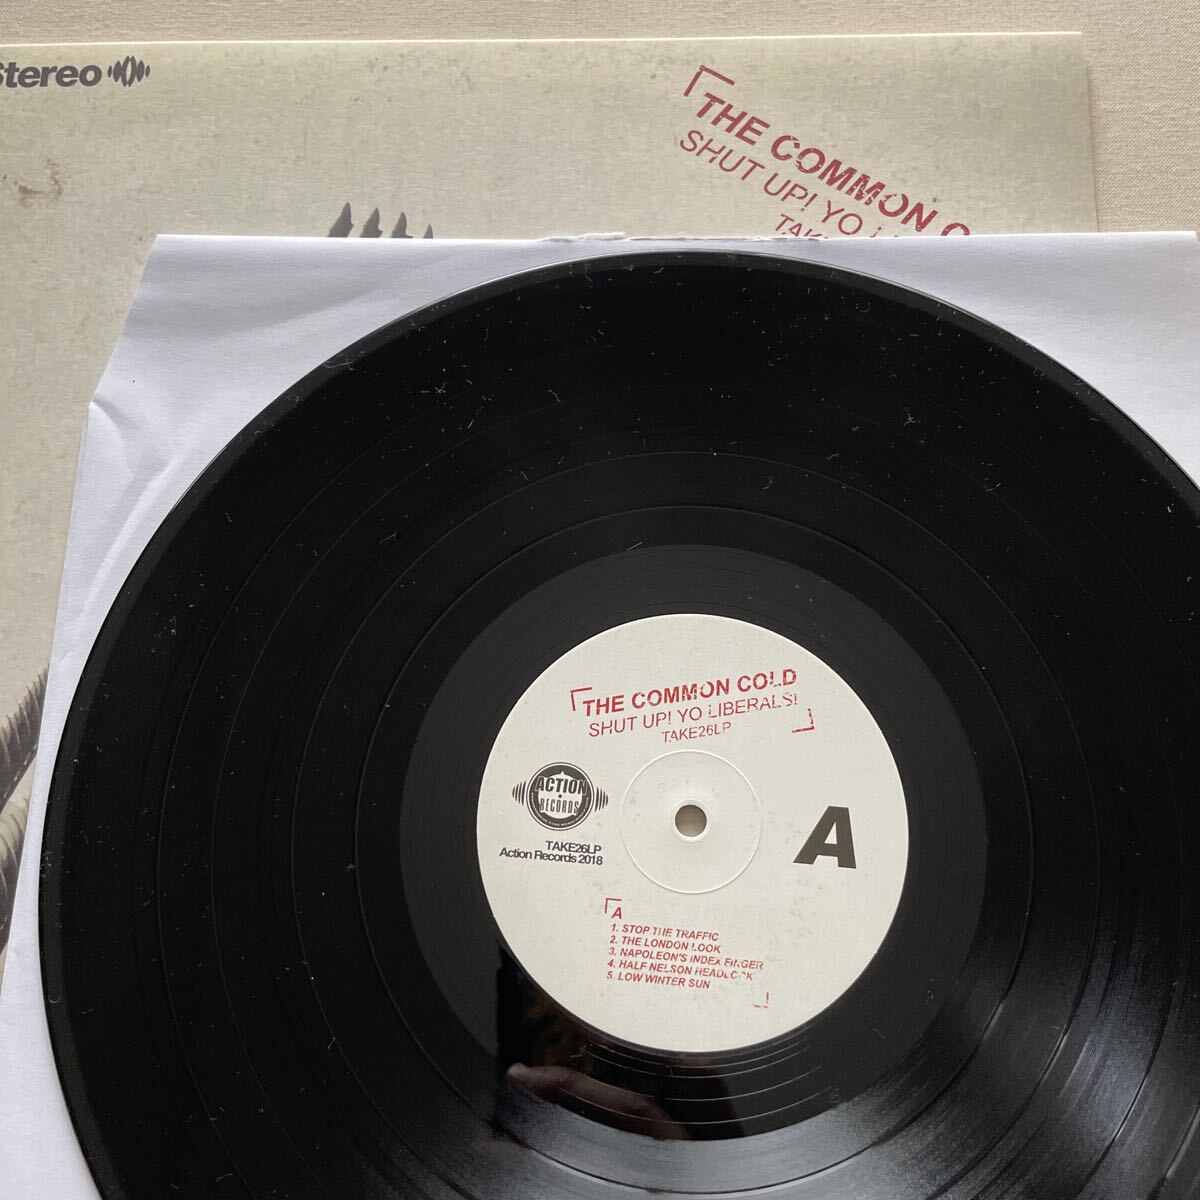 Stereo
THE COMMON
SHUT UP! YO
THE COMMON COLD
SHUT UP! YO LIBERALS!
TAKE26LP
ACTION
RECORDS
TAKE26LP
Action Records 2018
A
A
1. STOP THE TRAFFIC
2. THE LONDON LOOK
3. NAPOLEON'S INDEX FINGER
4. HALF NELSON HEADLOCK
5. LOW WINTER SUN